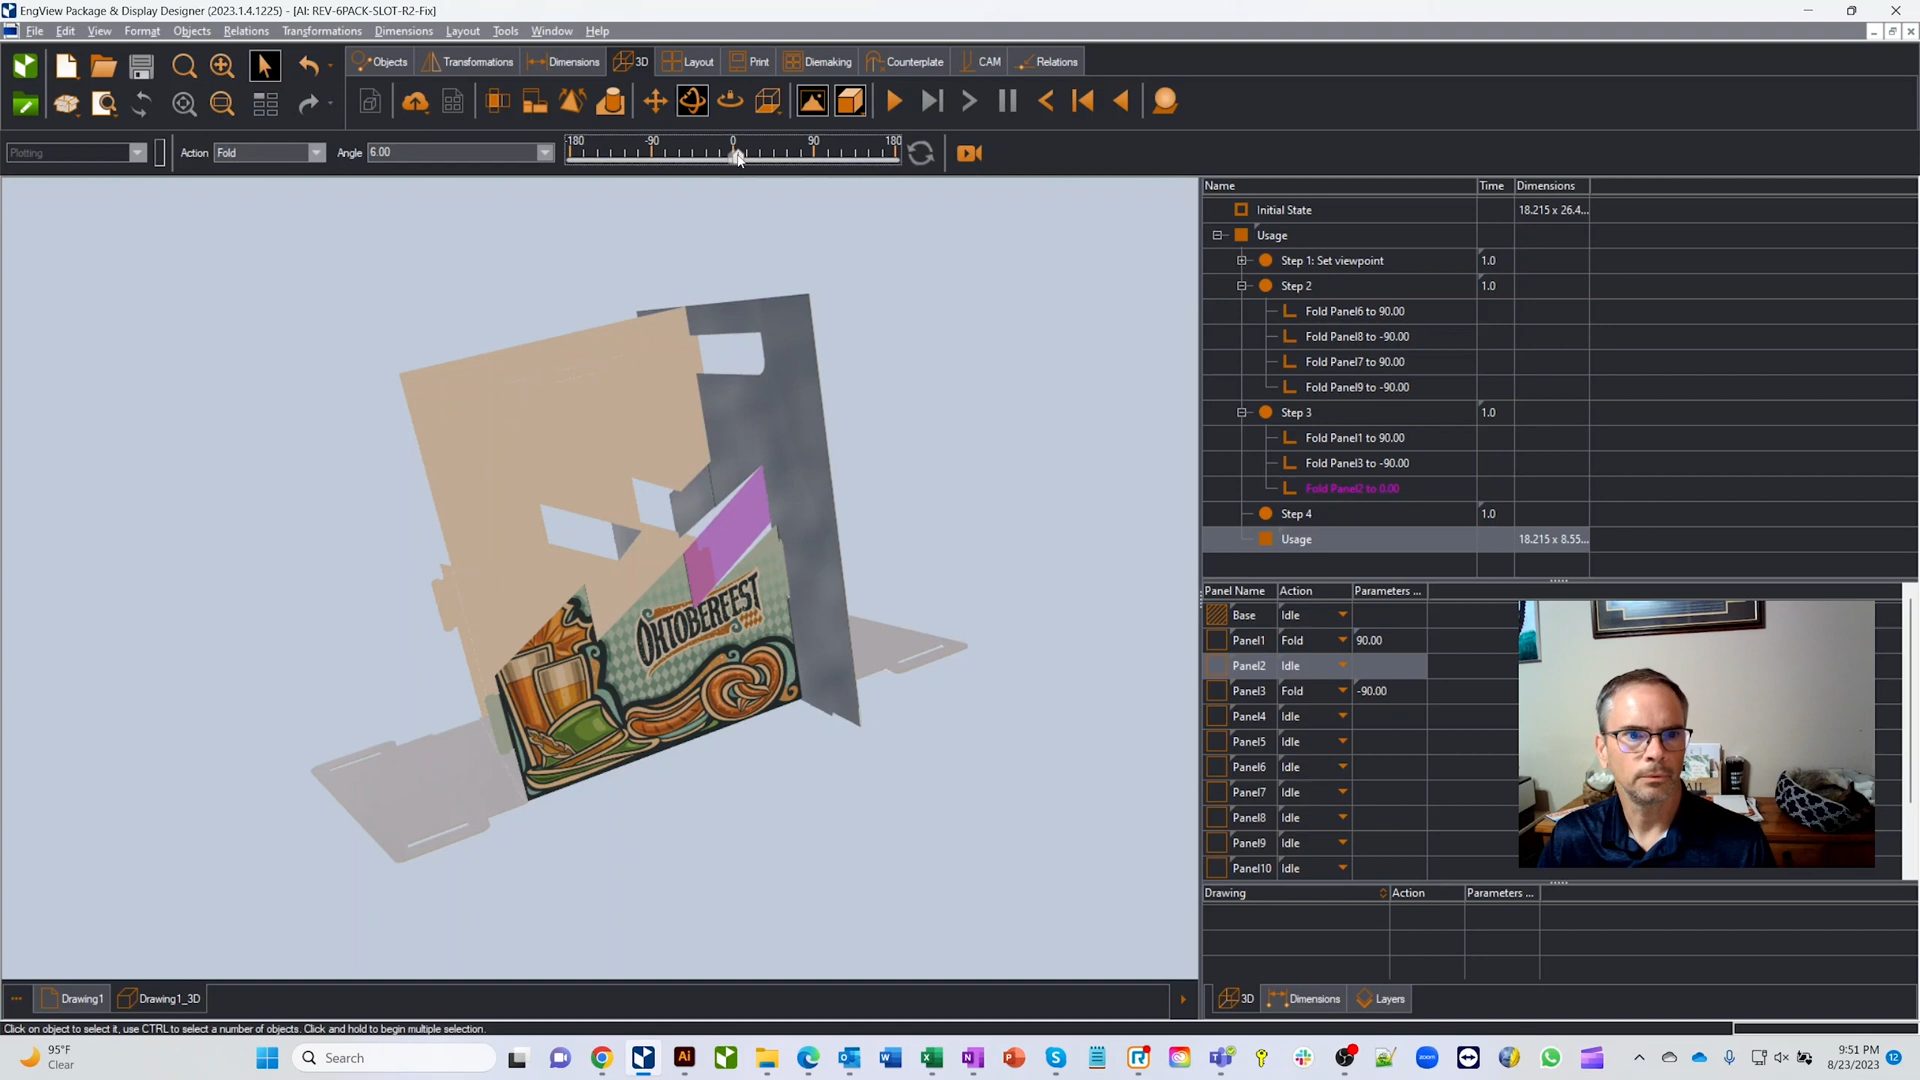 EngView Package & Display Designer (2023.1.4.1225) - [AI: REV-6PACK-SLOT-R2-Fix]
File Edit View Format Objects Relations Transformations Dimensions Layout Tools Window Help
Objects Transformations Dimensions 3D Layout Print Diemaking Counterplate CAM Relations
Plotting Action Fold Angle 6.00 -180 -90 0 90 180
Name Time Dimensions
Initial State 18.215 x 26.4...
Usage
Step 1: Set viewpoint 1.0
Step 2 1.0
Fold Panel6 to 90.00
Fold Panel8 to -90.00
Fold Panel7 to 90.00
Fold Panel9 to -90.00
Step 3 1.0
Fold Panel1 to 90.00
Fold Panel3 to -90.00
Fold Panel2 to 0.00
Step 4 1.0
Usage 18.215 x 8.55...
OKTOBERFEST
Panel Name Action Parameters ...
Base Idle
Panel1 Fold 90.00
Panel2 Idle
Panel3 Fold -90.00
Panel4 Idle
Panel5 Idle
Panel6 Idle
Panel7 Idle
Panel8 Idle
Panel9 Idle
Panel10 Idle
Drawing Action Parameters ...
Drawing1 Drawing1_3D
3D Dimensions Layers
Click on object to select it, use CTRL to select a number of objects. Click and hold to begin multiple selection.
95°F
Clear
Search
9:51 PM
8/23/2023
12